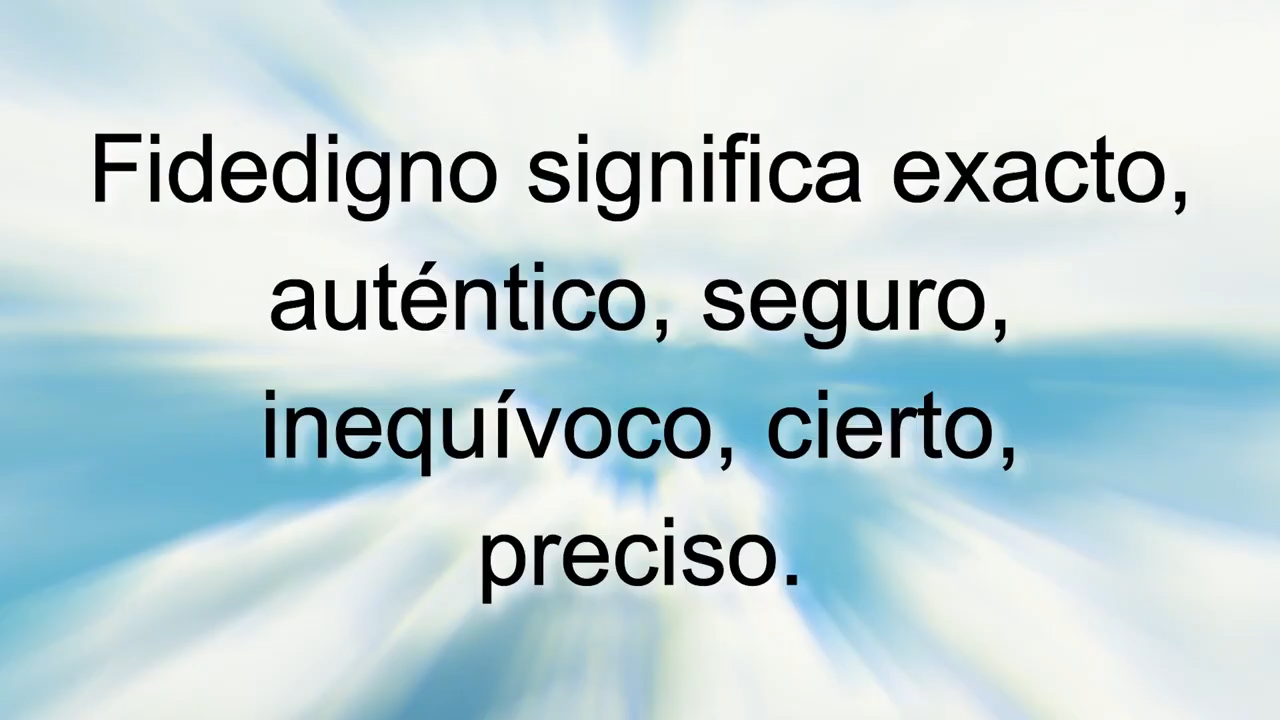 Fidedigno significa exacto,
auténtico, seguro,
inequívoco, cierto,
preciso.